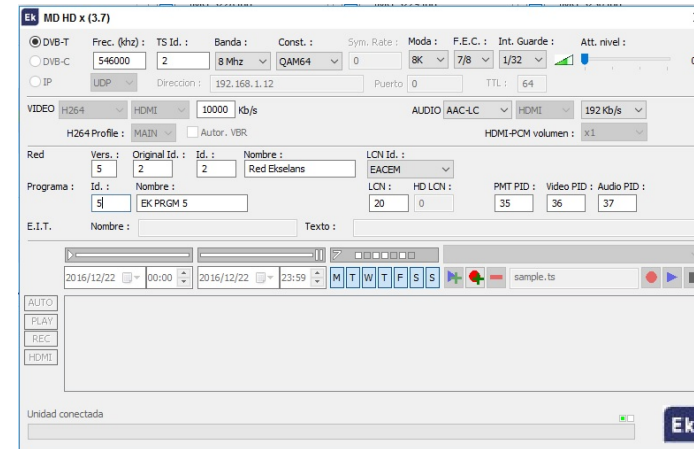 Ek MD HD x (3.7)
DVB-T Frec. (khz) : TS Id. : Banda : Const. : Sym. Rate : Moda : F.E.C. : Int. Guarde : Att. nivel :
DVB-C 546000 2 8 Mhz QAM64 0 8K 7/8 1/32 0
IP UDP Direccion : 192.168.1.12 Puerto 0 TTL : 64
VIDEO H264 HDMI 10000 Kb/s AUDIO AAC-LC HDMI 192 Kb/s
H264 Profile : MAIN Autor. VBR HDMI-PCM volumen : x1
Red Vers. : Original Id. : Id. : Nombre : LCN Id. :
5 2 2 Red Ekselans EACEM
Programa : Id. : Nombre : LCN : HD LCN : PMT PID : Video PID : Audio PID :
5 EK PRGM 5 20 0 35 36 37
E.I.T. Nombre : Texto :
2016/12/22 00:00 2016/12/22 23:59 M T W T F S S sample.ts
AUTO
PLAY
REC
HDMI
Unidad conectada
Ek